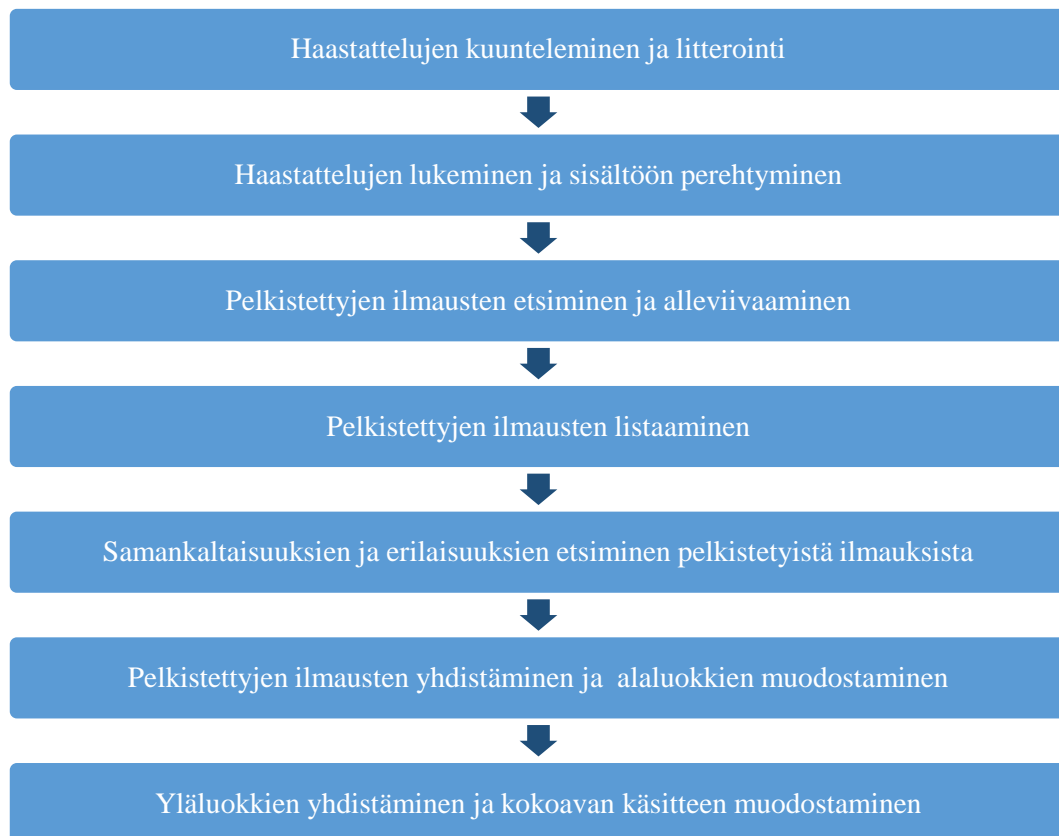 Haastattelujen kuunteleminen ja litterointi
Haastattelujen lukeminen ja sisältöön perehtyminen
Pelkistettyjen ilmausten etsiminen ja alleviivaaminen
Pelkistettyjen ilmausten listaaminen
Samankaltaisuuksien ja erilaisuuksien etsiminen pelkistetyistä ilmauksista
Pelkistettyjen ilmausten yhdistäminen ja  alaluokkien muodostaminen
Yläluokkien yhdistäminen ja kokoavan käsitteen muodostaminen